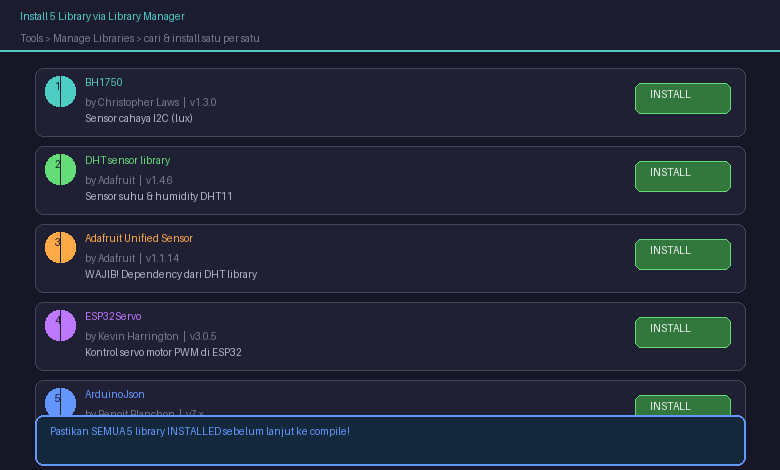 Install 5 Library via Library Manager
Tools > Manage Libraries > cari & install satu per satu
1
BH1750
by Christopher Laws | v1.3.0
Sensor cahaya I2C (lux)
INSTALL
2
DHT sensor library
by Adafruit | v1.4.6
Sensor suhu & humidity DHT11
INSTALL
3
Adafruit Unified Sensor
by Adafruit | v1.1.14
WAJIB! Dependency dari DHT library
INSTALL
4
ESP32Servo
by Kevin Harrington | v3.0.5
Kontrol servo motor PWM di ESP32
INSTALL
5
ArduinoJson
by Benoit Blanchon | v7.x
INSTALL
Pastikan SEMUA 5 library INSTALLED sebelum lanjut ke compile!